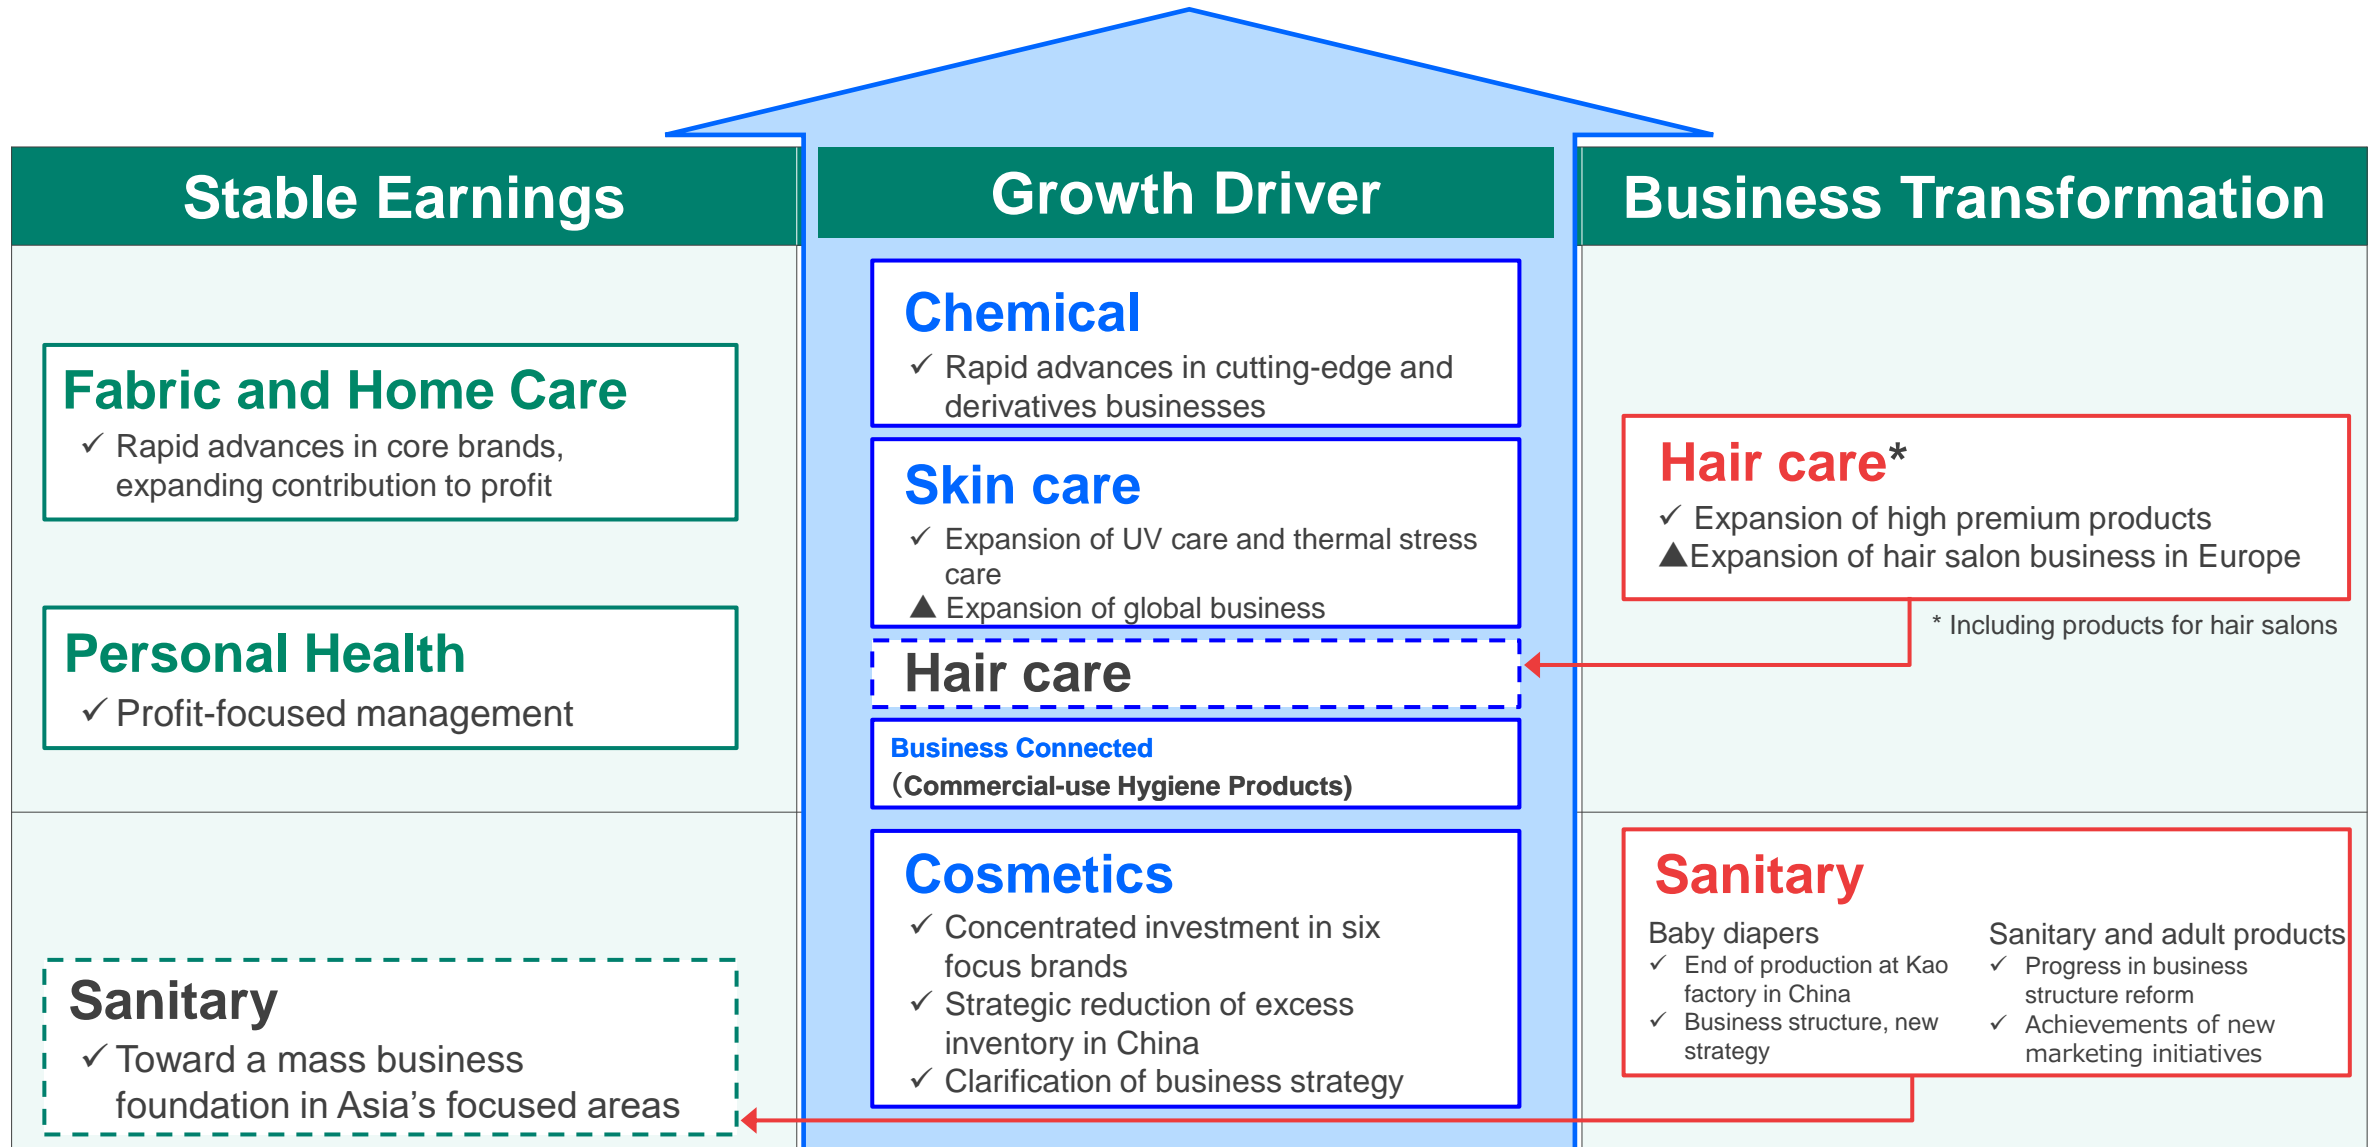 Stable Earnings
Growth Driver
Business Transformation
Fabric and Home Care
✓ Rapid advances in core brands,
expanding contribution to profit
Personal Health
✓ Profit-focused management
Sanitary
✓ Toward a mass business
foundation in Asia’s focused areas
Chemical
✓ Rapid advances in cutting-edge and
derivatives businesses
Skin care
✓ Expansion of UV care and thermal stress
care
▲ Expansion of global business
Hair care
Business Connected
（Commercial-use Hygiene Products)
Cosmetics
✓ Concentrated investment in six
focus brands
✓ Strategic reduction of excess
inventory in China
✓ Clarification of business strategy
Hair care*
✓ Expansion of high premium products
▲Expansion of hair salon business in Europe
* Including products for hair salons
Sanitary
Baby diapers
✓ End of production at Kao
factory in China
✓ Business structure, new
strategy
Sanitary and adult products
✓ Progress in business
structure reform
✓ Achievements of new
marketing initiatives